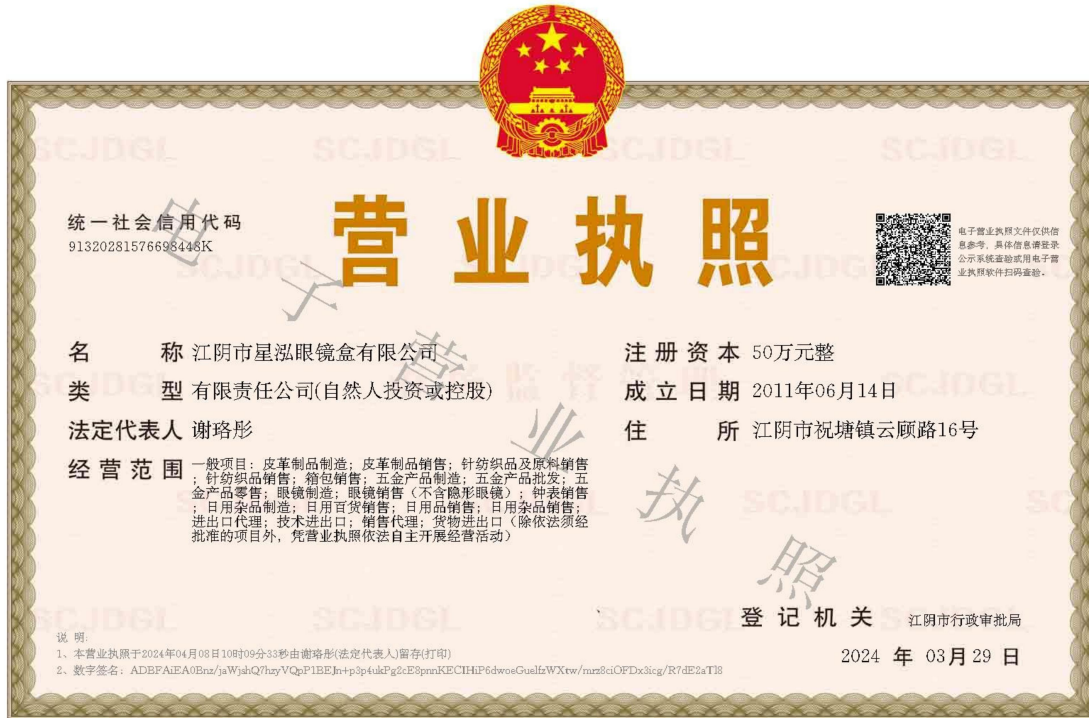 营业执照
统一社会信用代码
91320281576698448K
电子营业执照文件仅供信
息参考，具体信息请登录
公示系统查验或用电子营
业执照软件扫码查验。
名称 江阴市星泓眼镜盒有限公司
注册资本 50万元整
类型 有限责任公司(自然人投资或控股)
成立日期 2011年06月14日
法定代表人 谢珞彤
住所 江阴市祝塘镇云顾路16号
经营范围 一般项目：皮革制品制造；皮革制品销售；针纺织品及原料销售
；针纺织品销售；箱包销售；五金产品制造；五金产品批发；五
金产品零售；眼镜制造；眼镜销售（不含隐形眼镜）；钟表销售
；日用杂品制造；日用百货销售；日用品销售；日用杂品销售；
进出口代理；技术进出口；销售代理；货物进出口（除依法须经
批准的项目外，凭营业执照依法自主开展经营活动）
电子营业执照
登记机关 江阴市行政审批局
2024 年 03月29 日
说 明:
1、本营业执照于2024年04月08日10时09分33秒由谢珞彤(法定代表人)留存(打印)
2、数字签名：
SCJDGL